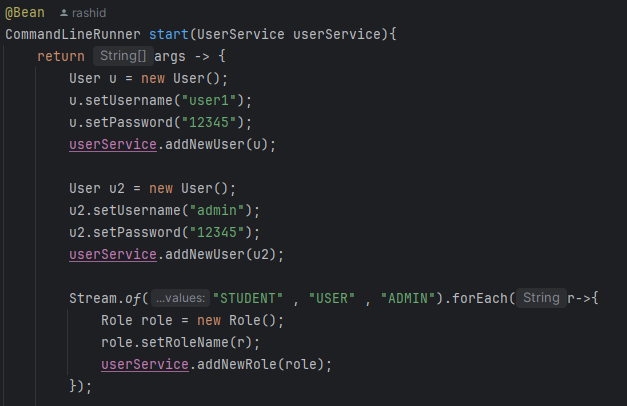 @Bean rashid
CommandLineRunner start(UserService userService){
return String[] args -> {
User u = new User();
u.setUsername("user1");
u.setPassword("12345");
userService.addNewUser(u);
User u2 = new User();
u2.setUsername("admin");
u2.setPassword("12345");
userService.addNewUser(u2);
Stream.of( ...values: "STUDENT" , "USER" , "ADMIN").forEach( String r->{
Role role = new Role();
role.setRoleName(r);
userService.addNewRole(role);
});